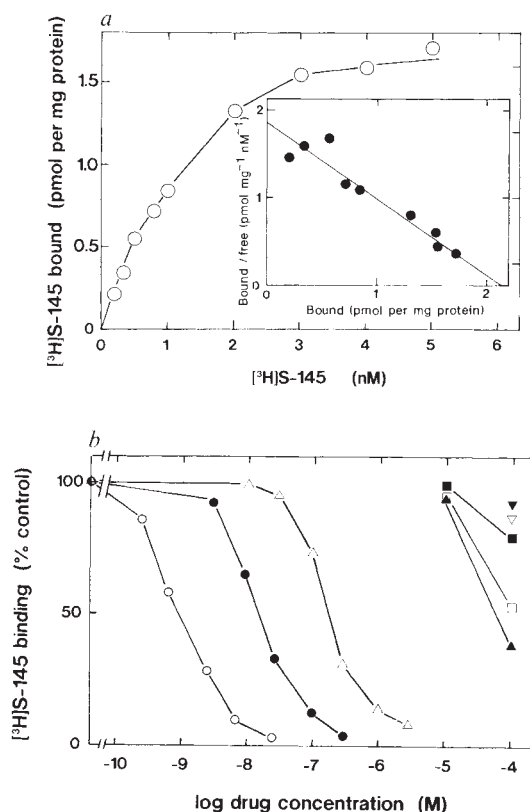 a
[³H]S-145 bound (pmol per mg protein)
1.5
1.0
0.5
0
0 1 2 3 4 5 6
[³H]S-145 (nM)
Bound / free (pmol mg⁻¹ nM⁻¹)
2
1
0
0 1 2
Bound (pmol per mg protein)
b
[³H]S-145 binding (% control)
100
50
0
-10 -9 -8 -7 -6 -5 -4
log drug concentration (M)